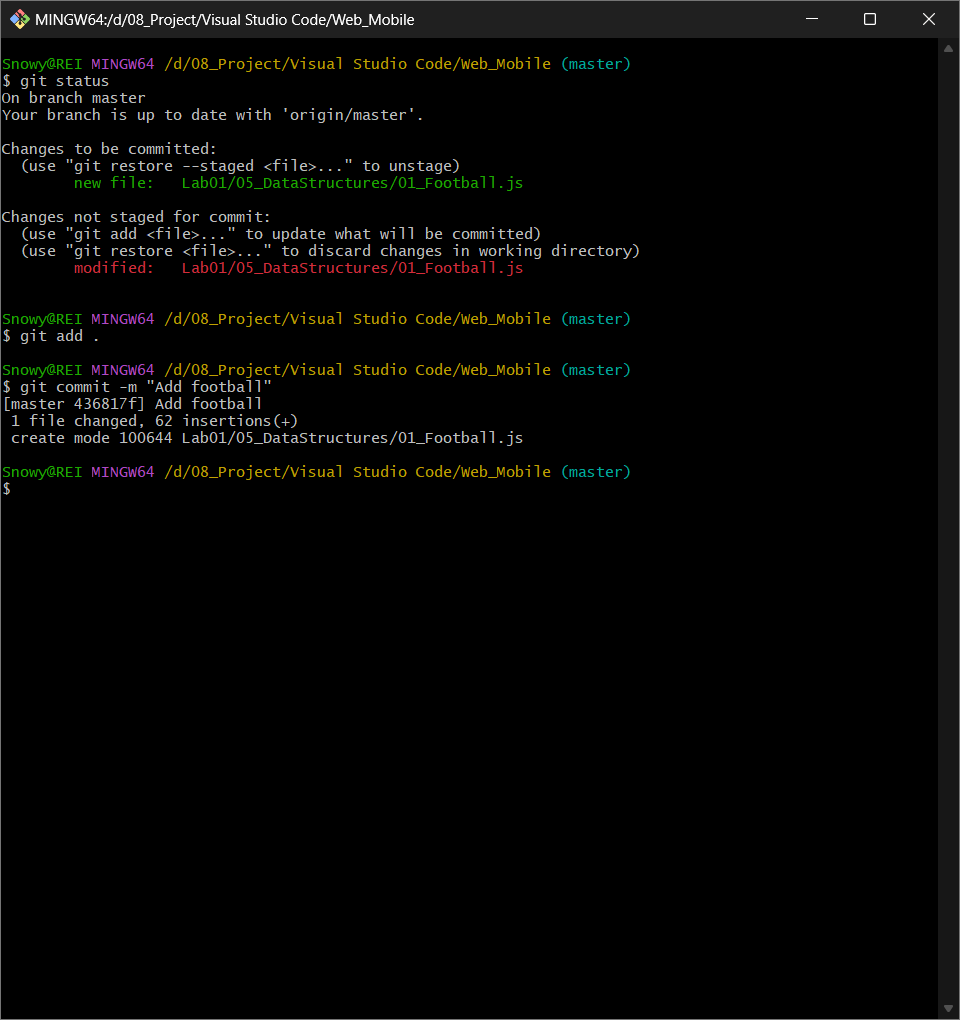 MINGW64:/d/08_Project/Visual Studio Code/Web_Mobile
Snowy@REI MINGW64 /d/08_Project/Visual Studio Code/Web_Mobile (master)
$ git status
On branch master
Your branch is up to date with 'origin/master'.
Changes to be committed:
  (use "git restore --staged <file>..." to unstage)
        new file:   Lab01/05_DataStructures/01_Football.js
Changes not staged for commit:
  (use "git add <file>..." to update what will be committed)
  (use "git restore <file>..." to discard changes in working directory)
        modified:   Lab01/05_DataStructures/01_Football.js
Snowy@REI MINGW64 /d/08_Project/Visual Studio Code/Web_Mobile (master)
$ git add .
Snowy@REI MINGW64 /d/08_Project/Visual Studio Code/Web_Mobile (master)
$ git commit -m "Add football"
[master 436817f] Add football
 1 file changed, 62 insertions(+)
 create mode 100644 Lab01/05_DataStructures/01_Football.js
Snowy@REI MINGW64 /d/08_Project/Visual Studio Code/Web_Mobile (master)
$